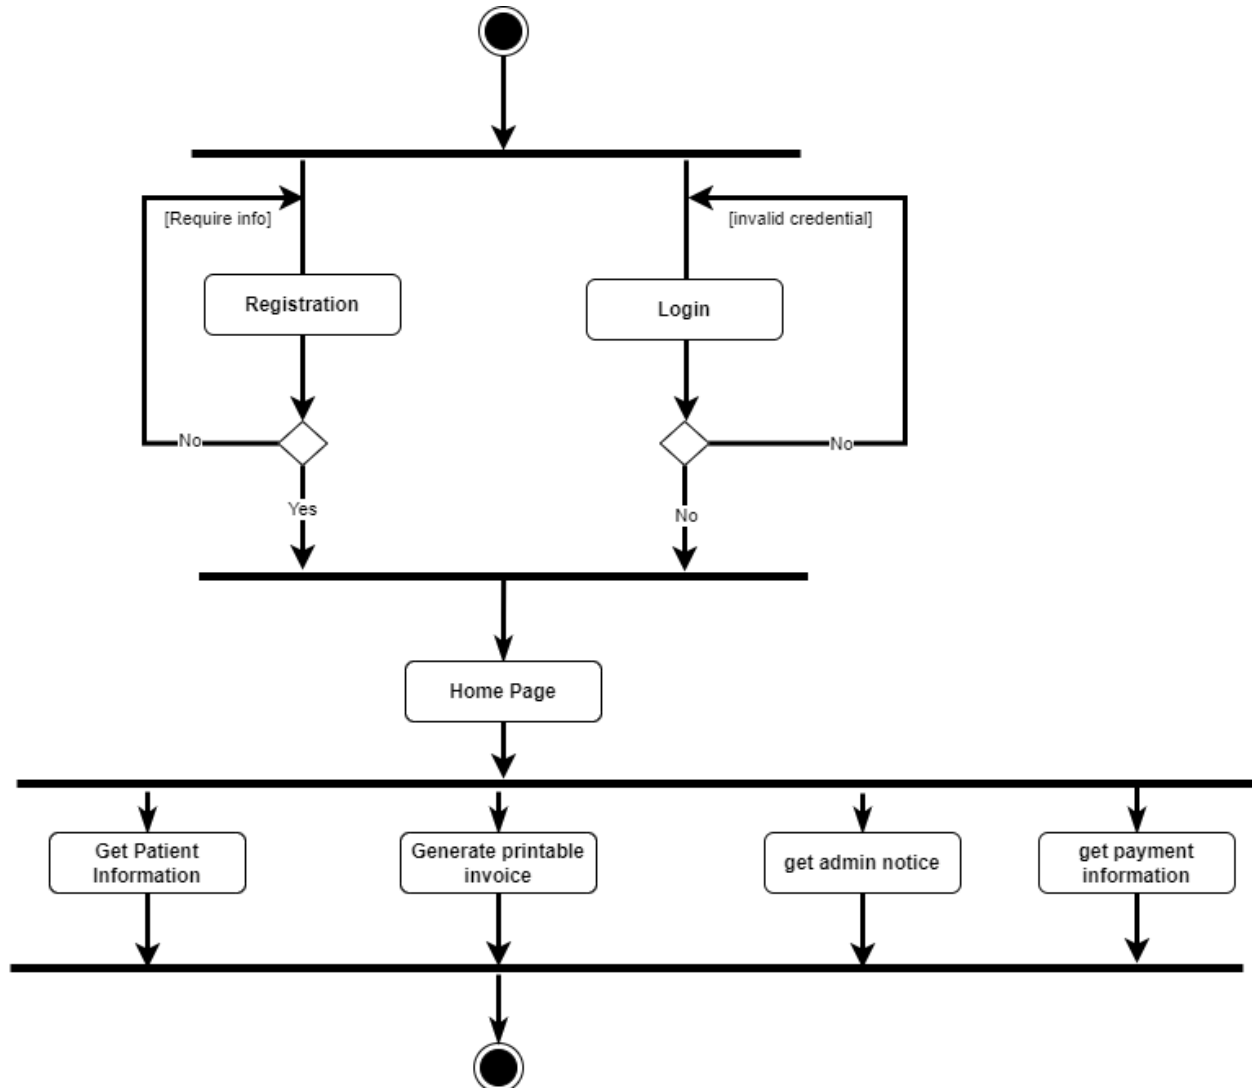 [Require info]
[invalid credential]
Registration
Login
No
No
Yes
No
Home Page
Get Patient
Information
Generate printable
invoice
get admin notice
get payment
information